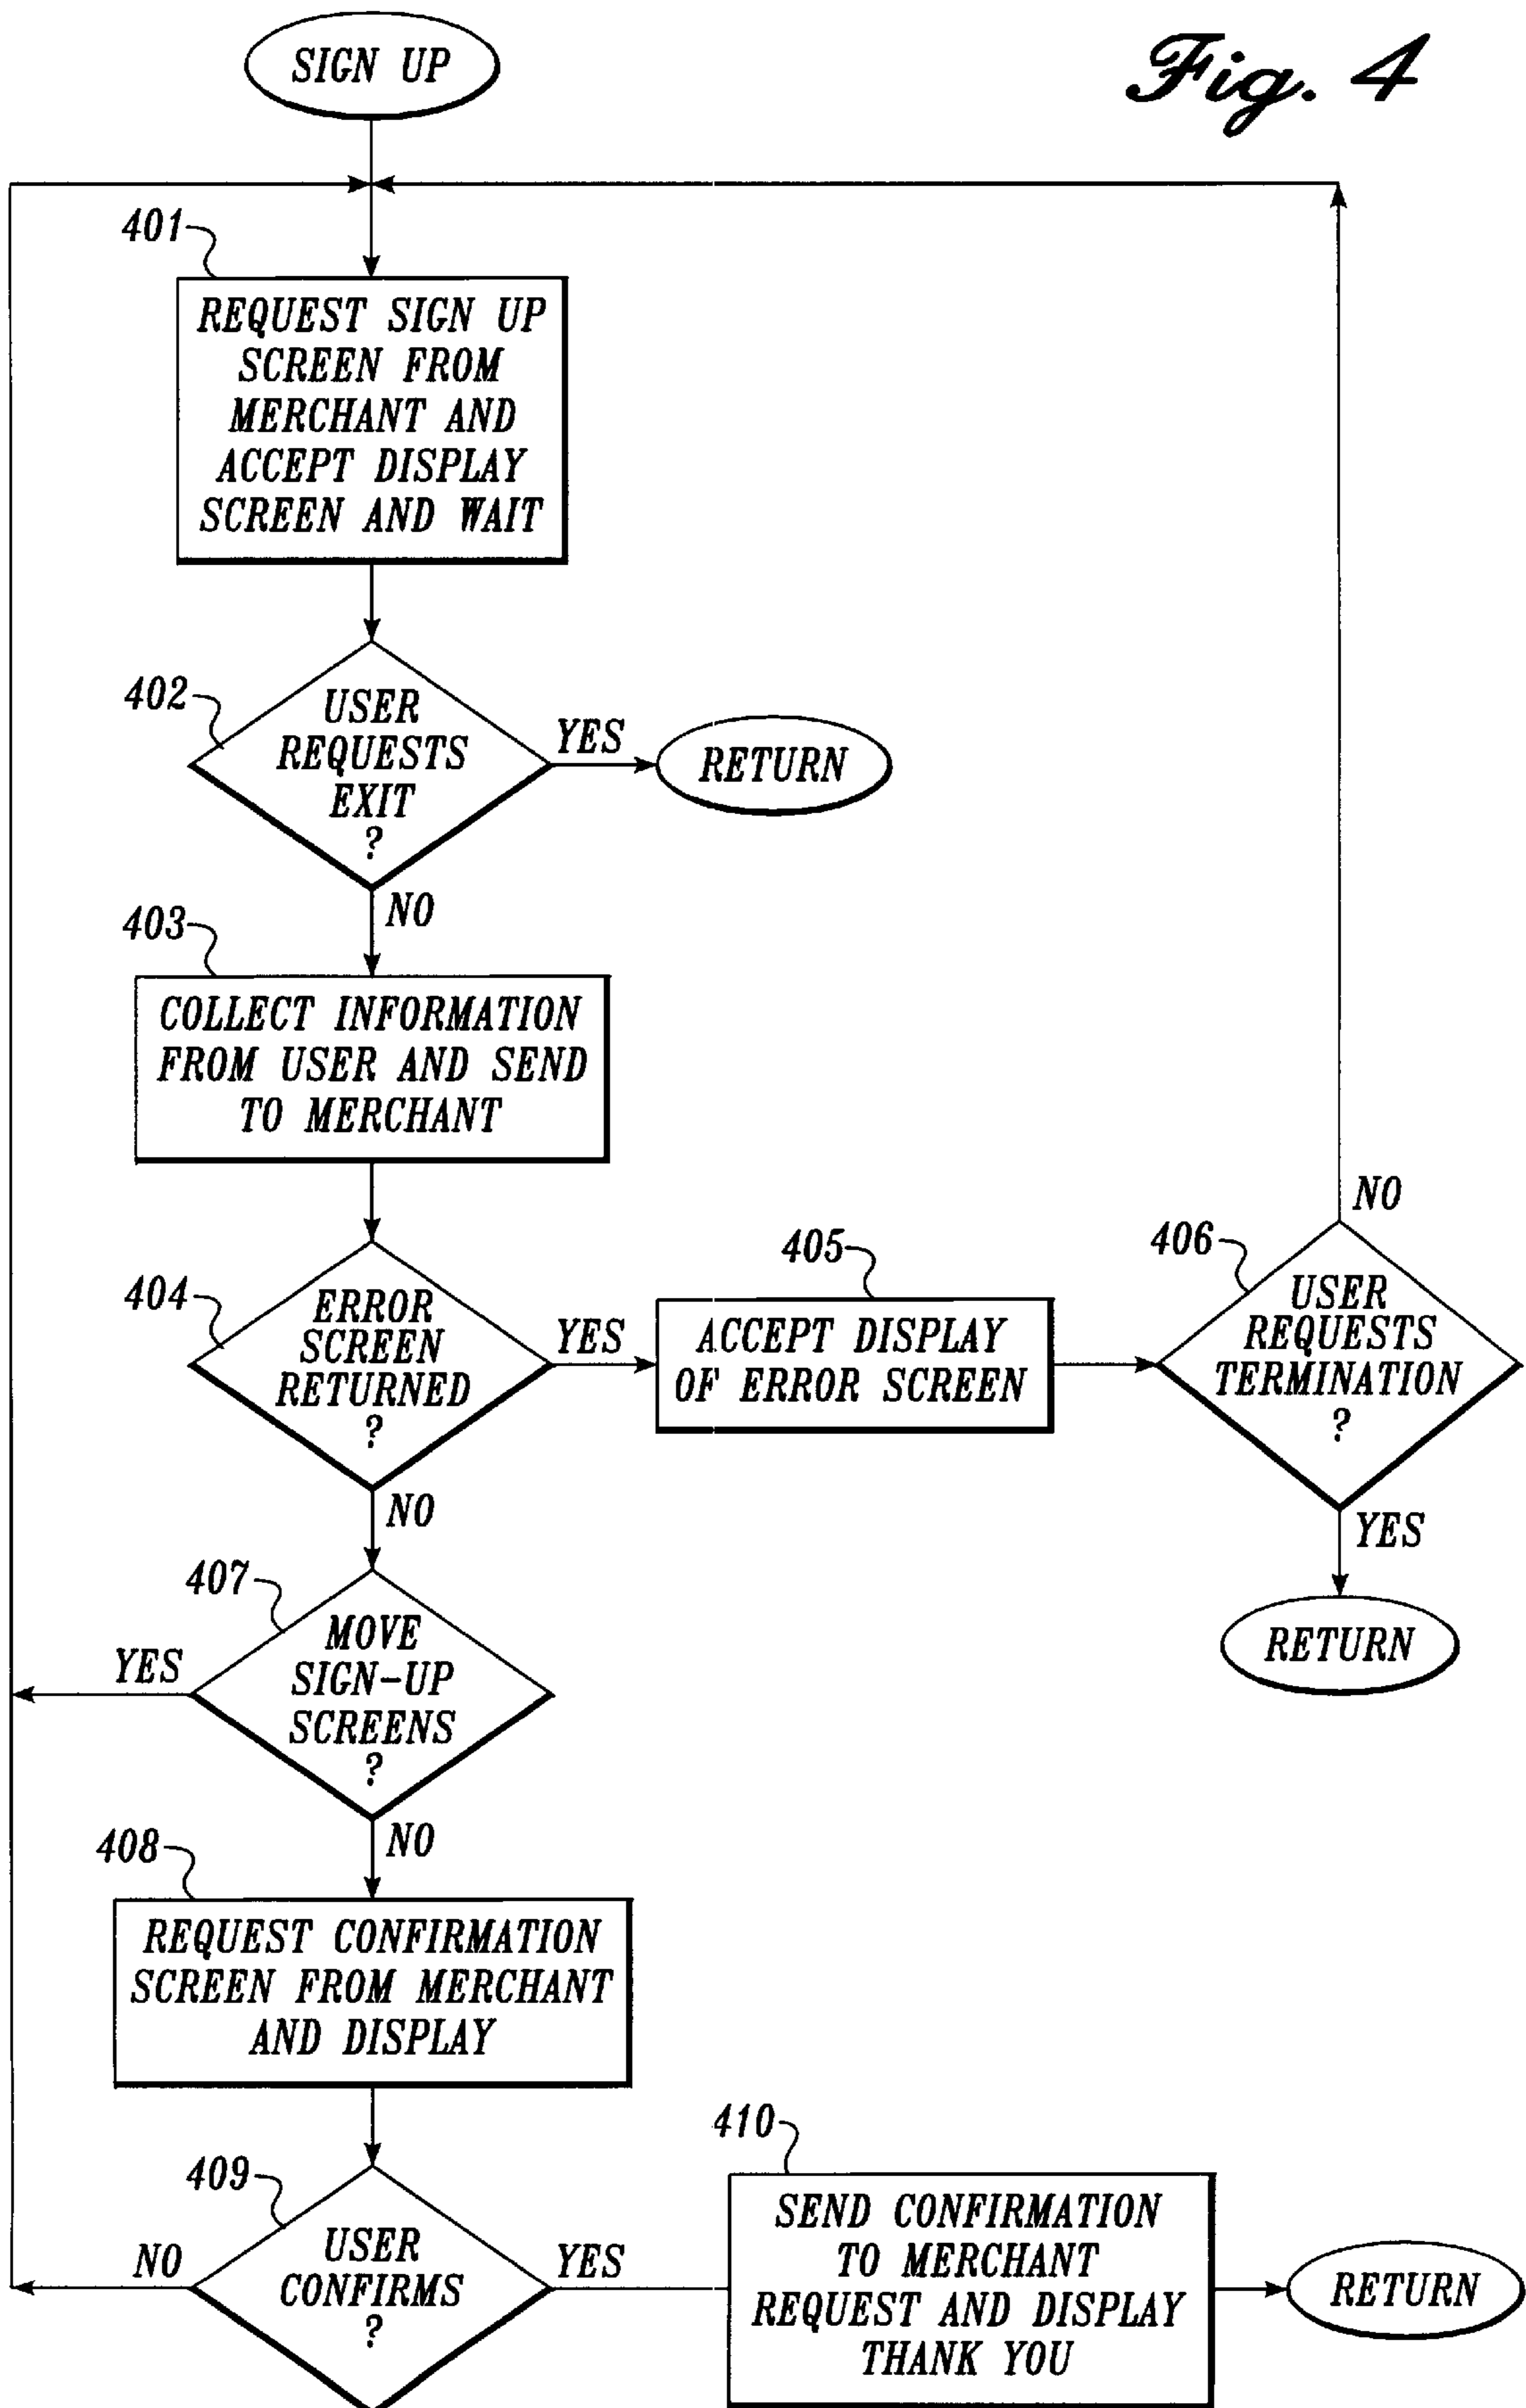 SIGN UP
Fig. 4
401
REQUEST SIGN UP
SCREEN FROM
MERCHANT AND
ACCEPT DISPLAY
SCREEN AND WAIT
402
USER
REQUESTS
EXIT
?
YES
RETURN
NO
403
COLLECT INFORMATION
FROM USER AND SEND
TO MERCHANT
404
ERROR
SCREEN
RETURNED
?
YES
405
ACCEPT DISPLAY
OF ERROR SCREEN
406
USER
REQUESTS
TERMINATION
?
NO
YES
RETURN
NO
407
MOVE
SIGN-UP
SCREENS
?
YES
NO
408
REQUEST CONFIRMATION
SCREEN FROM MERCHANT
AND DISPLAY
409
USER
CONFIRMS
?
NO
YES
410
SEND CONFIRMATION
TO MERCHANT
REQUEST AND DISPLAY
THANK YOU
RETURN